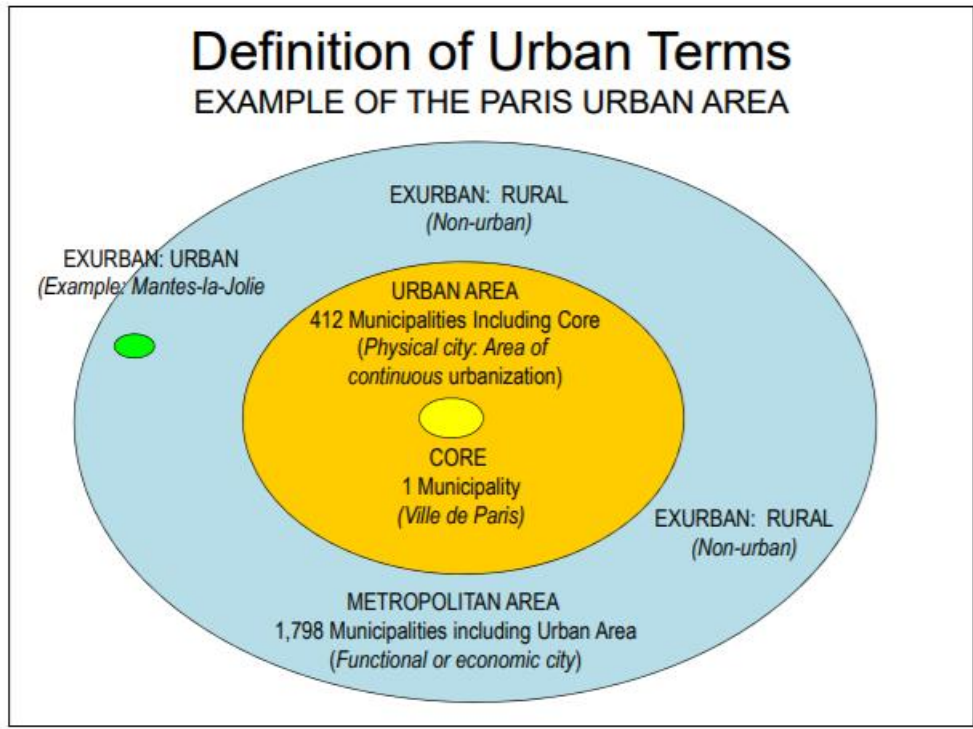 Definition of Urban Terms
EXAMPLE OF THE PARIS URBAN AREA
EXURBAN: RURAL
(Non-urban)
EXURBAN: URBAN
(Example: Mantes-la-Jolie
URBAN AREA
412 Municipalities Including Core
(Physical city: Area of
continuous urbanization)
CORE
1 Municipality
(Ville de Paris)
EXURBAN: RURAL
(Non-urban)
METROPOLITAN AREA
1,798 Municipalities including Urban Area
(Functional or economic city)